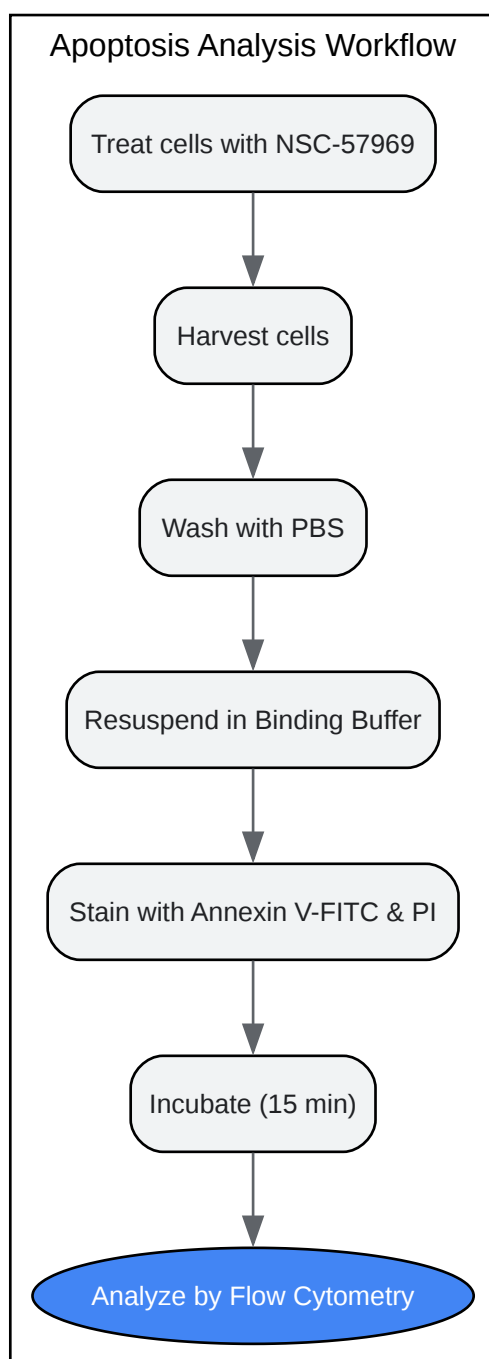 Apoptosis Analysis Workflow
Treat cells with NSC-57969
Harvest cells
Wash with PBS
Resuspend in Binding Buffer
Stain with Annexin V-FITC & PI
Incubate (15 min)
Analyze by Flow Cytometry